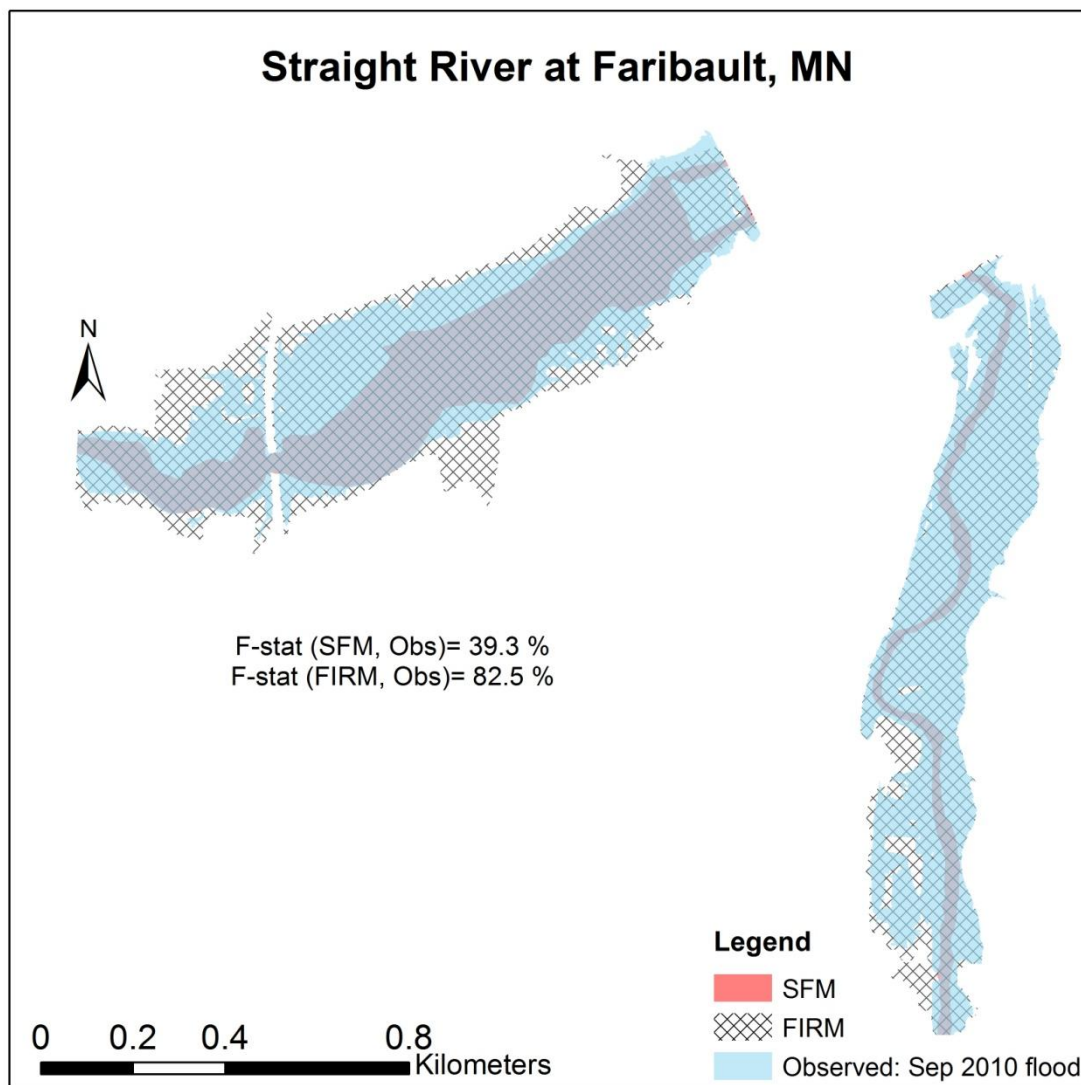 Straight River at Faribault, MN
N
F-stat (SFM, Obs)= 39.3 %
F-stat (FIRM, Obs)= 82.5 %
Legend
SFM
FIRM
Observed: Sep 2010 flood
0 0.2 0.4 0.8
Kilometers